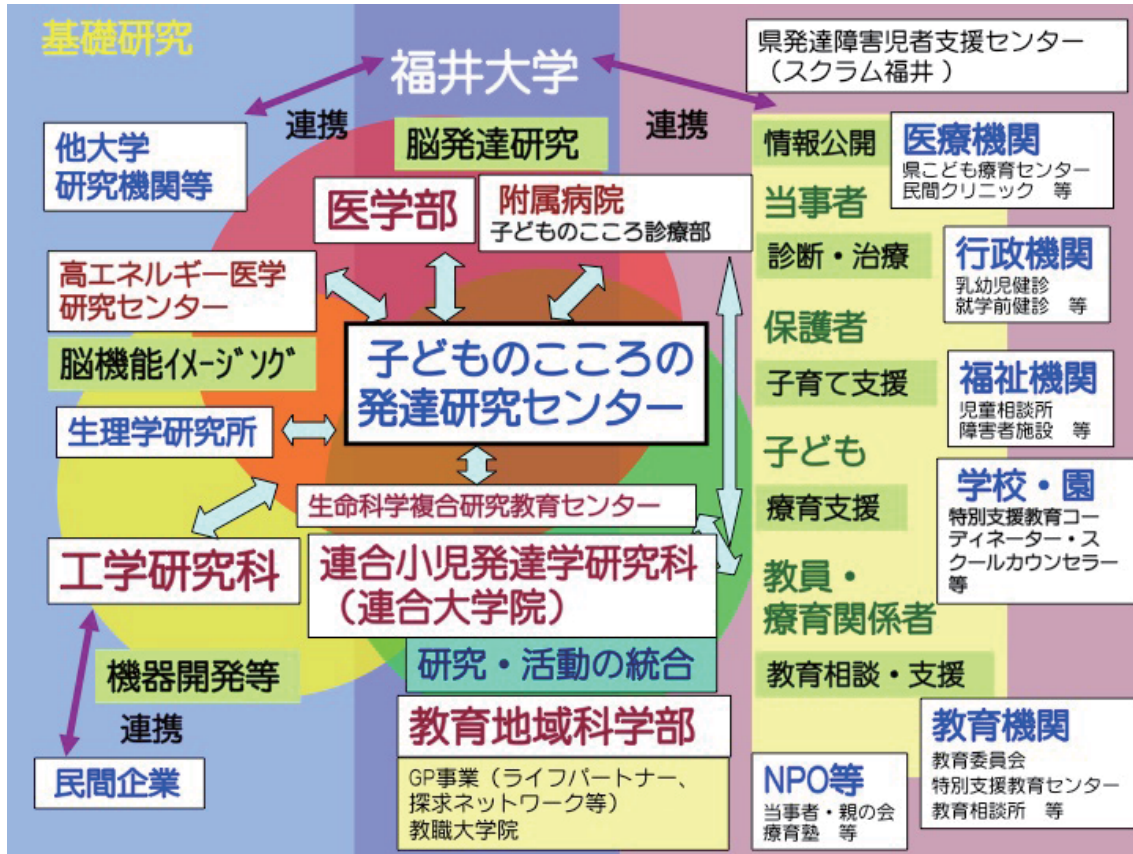 基礎研究
福井大学
県発達障害児者支援センター
（スクラム福井 ）
連携
連携
他大学
研究機関等
脳発達研究
医学部
附属病院
子どものこころ診療部
高エネルギー医学
研究センター
脳機能ｲﾒｰｼﾞﾝｸﾞ
子どものこころの
発達研究センター
生理学研究所
生命科学複合研究教育センター
工学研究科
連合小児発達学研究科
（連合大学院）
機器開発等
研究・活動の統合
連携
民間企業
教育地域科学部
GP事業（ライフパートナー、
探求ネットワーク等）
教職大学院
情報公開
当事者
診断・治療
保護者
子育て支援
子ども
療育支援
教員・
療育関係者
教育相談・支援
医療機関
県こども療育センター
民間クリニック　等
行政機関
乳幼児健診
就学前健診　等
福祉機関
児童相談所
障害者施設　等
学校・園
特別支援教育コー
ディネーター・ス
クールカウンセラー
等
教育機関
教育委員会
特別支援教育センター
教育相談所　等
NPO等
当事者・親の会
療育塾　等